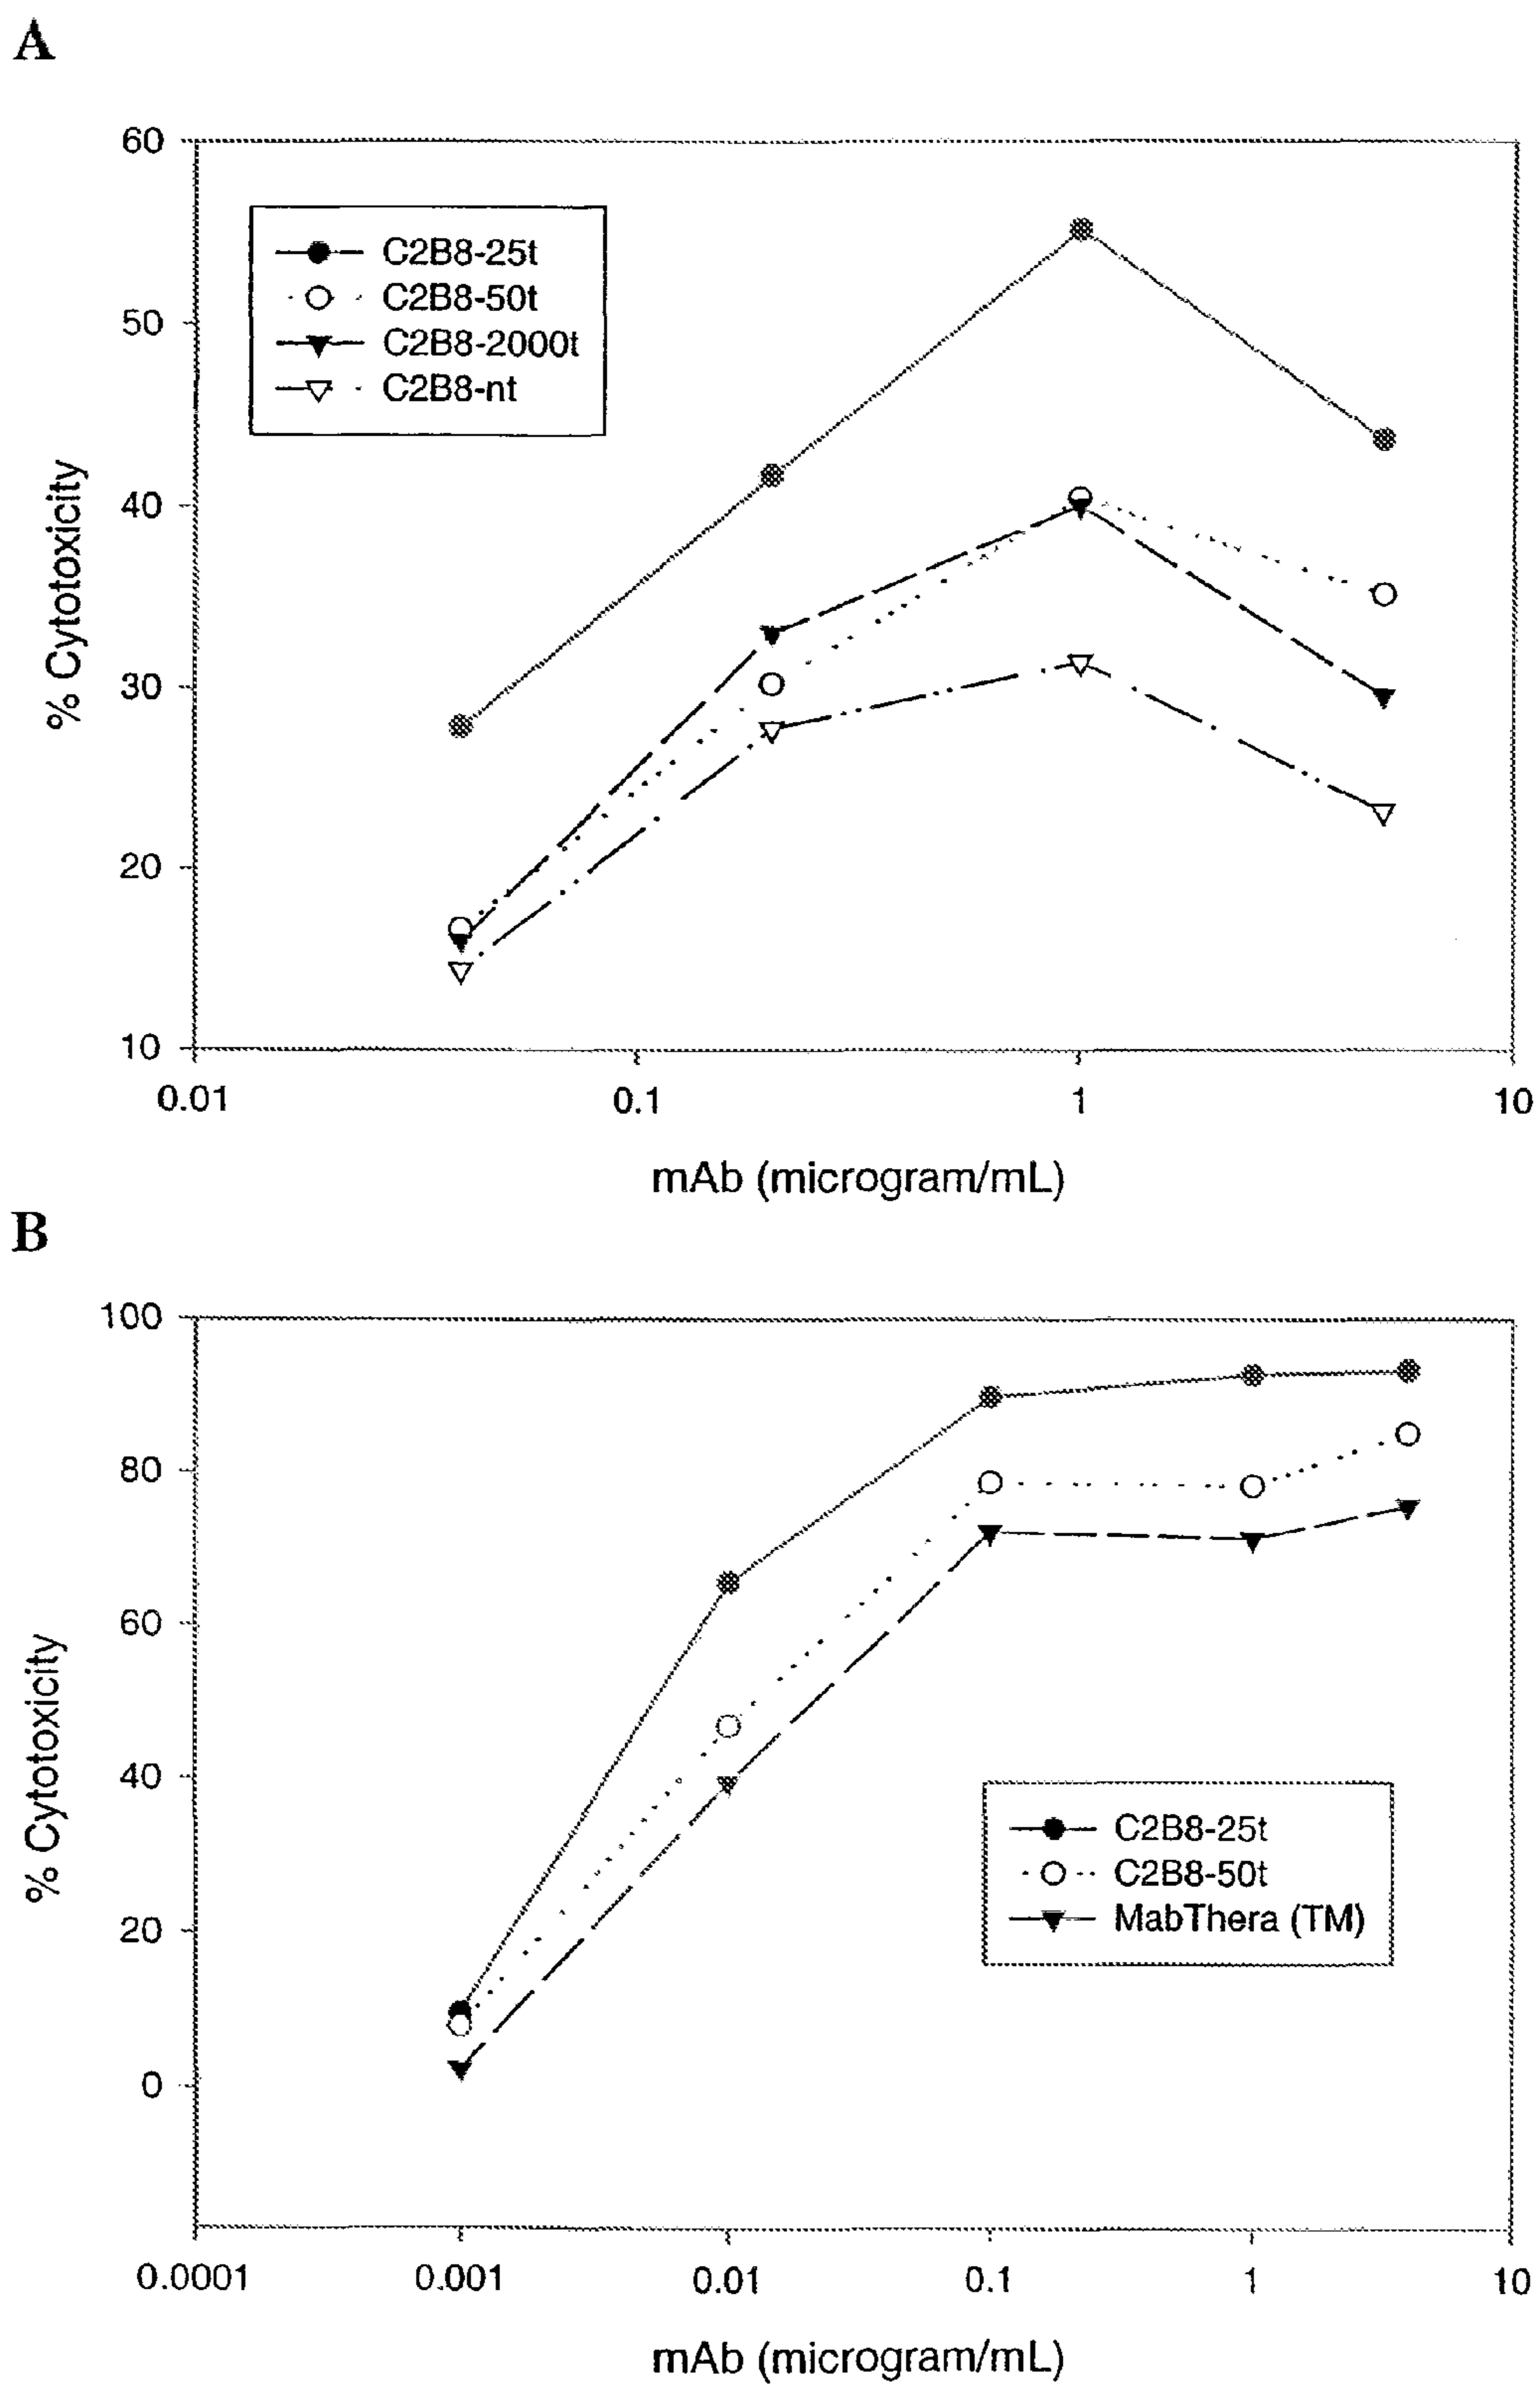 A
60
50
40
30
20
10
% Cytotoxicity
C2B8-25t
C2B8-50t
C2B8-2000t
C2B8-nt
0.01 0.1 1 10
mAb (microgram/mL)
B
100
80
60
40
20
0
% Cytotoxicity
C2B8-25t
C2B8-50t
MabThera (TM)
0.0001 0.001 0.01 0.1 1 10
mAb (microgram/mL)